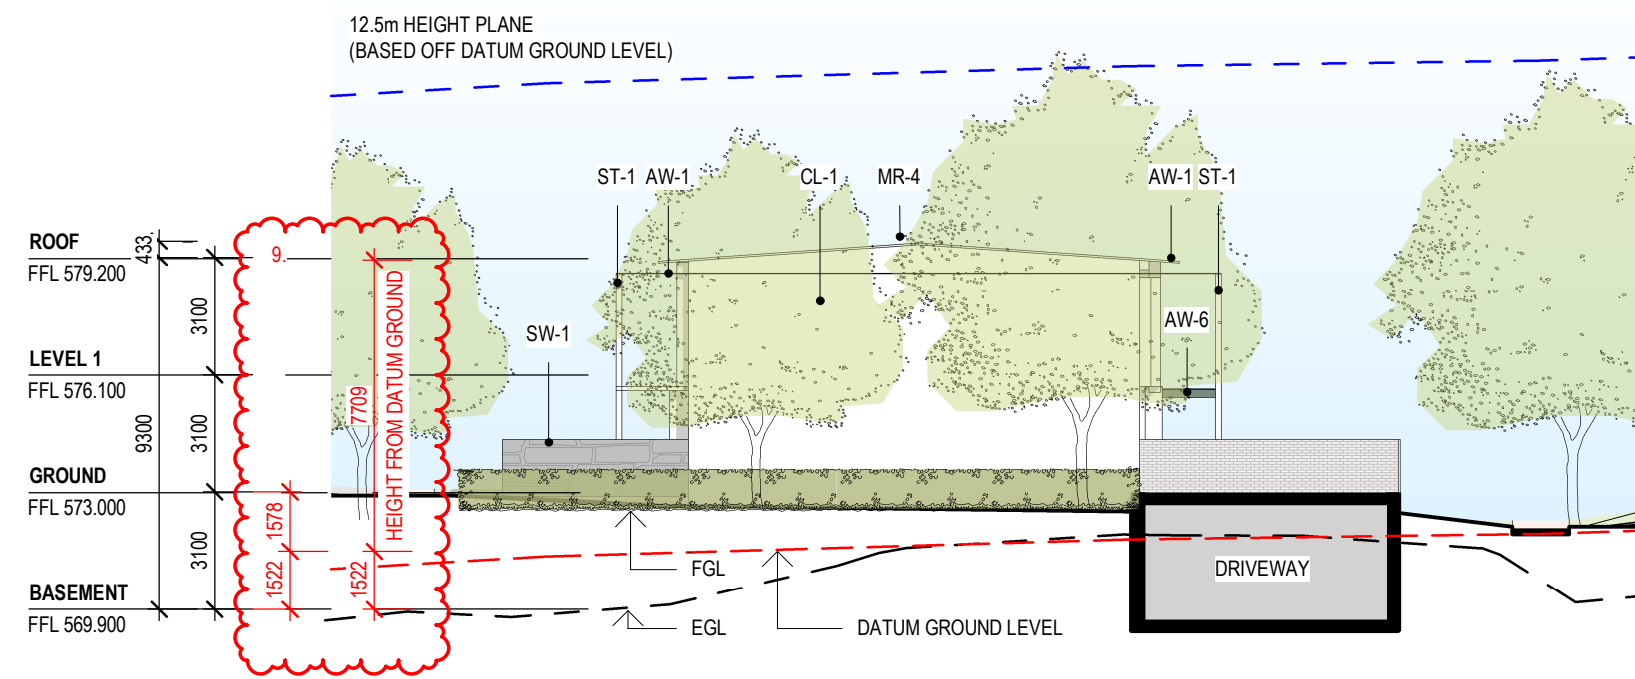 12.5m HEIGHT PLANE
(BASED OFF DATUM GROUND LEVEL)
ST-1 AW-1 CL-1 MR-4 AW-1 ST-1
ROOF
FFL 579.200
433.
9.
3100
HEIGHT FROM DATUM GROUND
SW-1
AW-6
LEVEL 1
FFL 576.100
7709
9300
3100
GROUND
FFL 573.000
1578
3100
1522
1522
FGL
DRIVEWAY
BASEMENT
FFL 569.900
EGL
DATUM GROUND LEVEL